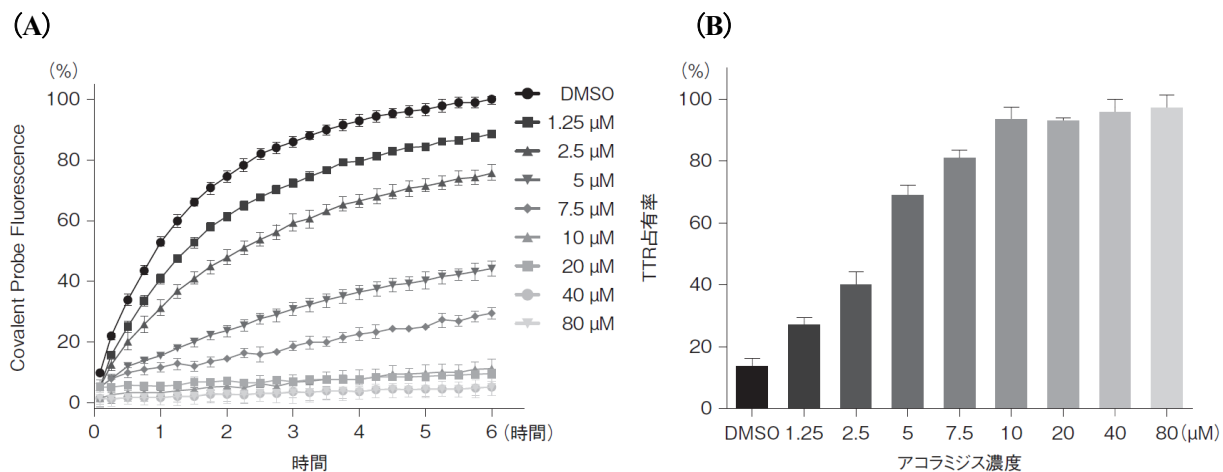 (A)
(%)
100
80
60
40
20
0
Covalent Probe Fluorescence
0 1 2 3 4 5 6 (時間)
時間
DMSO
1.25 μM
2.5 μM
5 μM
7.5 μM
10 μM
20 μM
40 μM
80 μM
(B)
(%)
100
80
60
40
20
0
TTR占有率
DMSO 1.25 2.5 5 7.5 10 20 40 80 (μM)
アコラミジス濃度